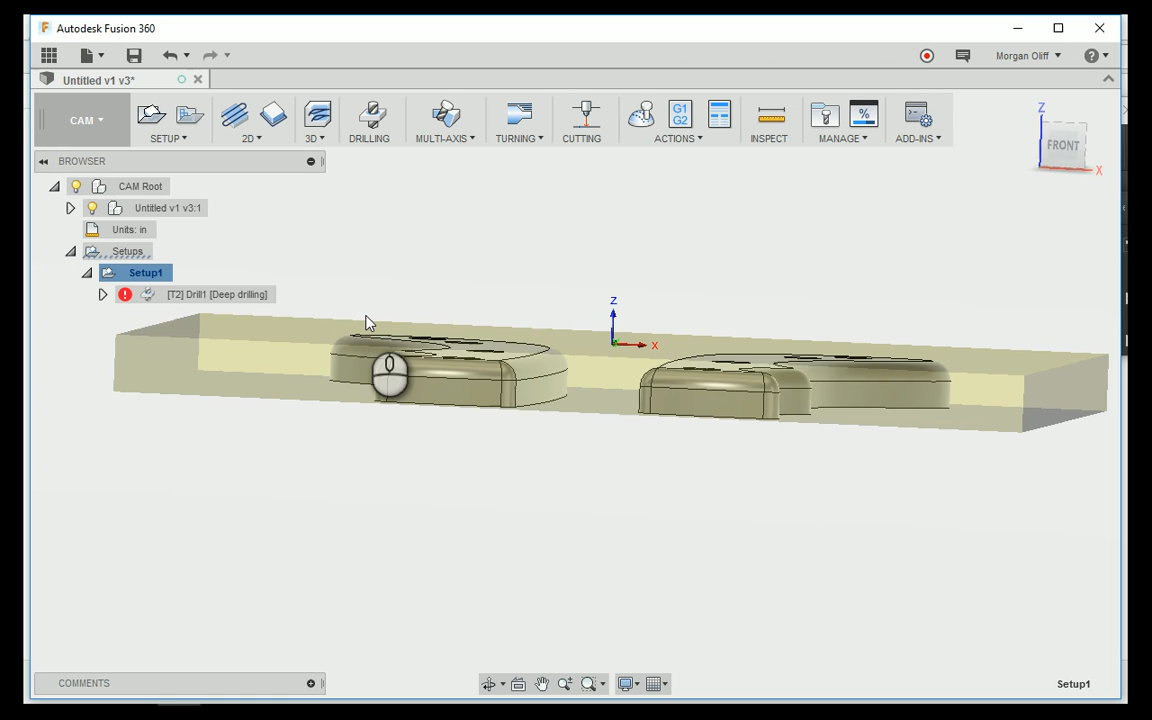 Autodesk Fusion 360
Morgan Oliff
Untitled v1 v3*
CAM
SETUP
2D
3D
DRILLING
MULTI-AXIS
TURNING
CUTTING
G1
G2
ACTIONS
INSPECT
%
MANAGE
ADD-INS
Z
FRONT
X
BROWSER
CAM Root
Untitled v1 v3:1
Units: in
Setups
Setup1
[T2] Drill1 [Deep drilling]
Z
X
COMMENTS
Setup1